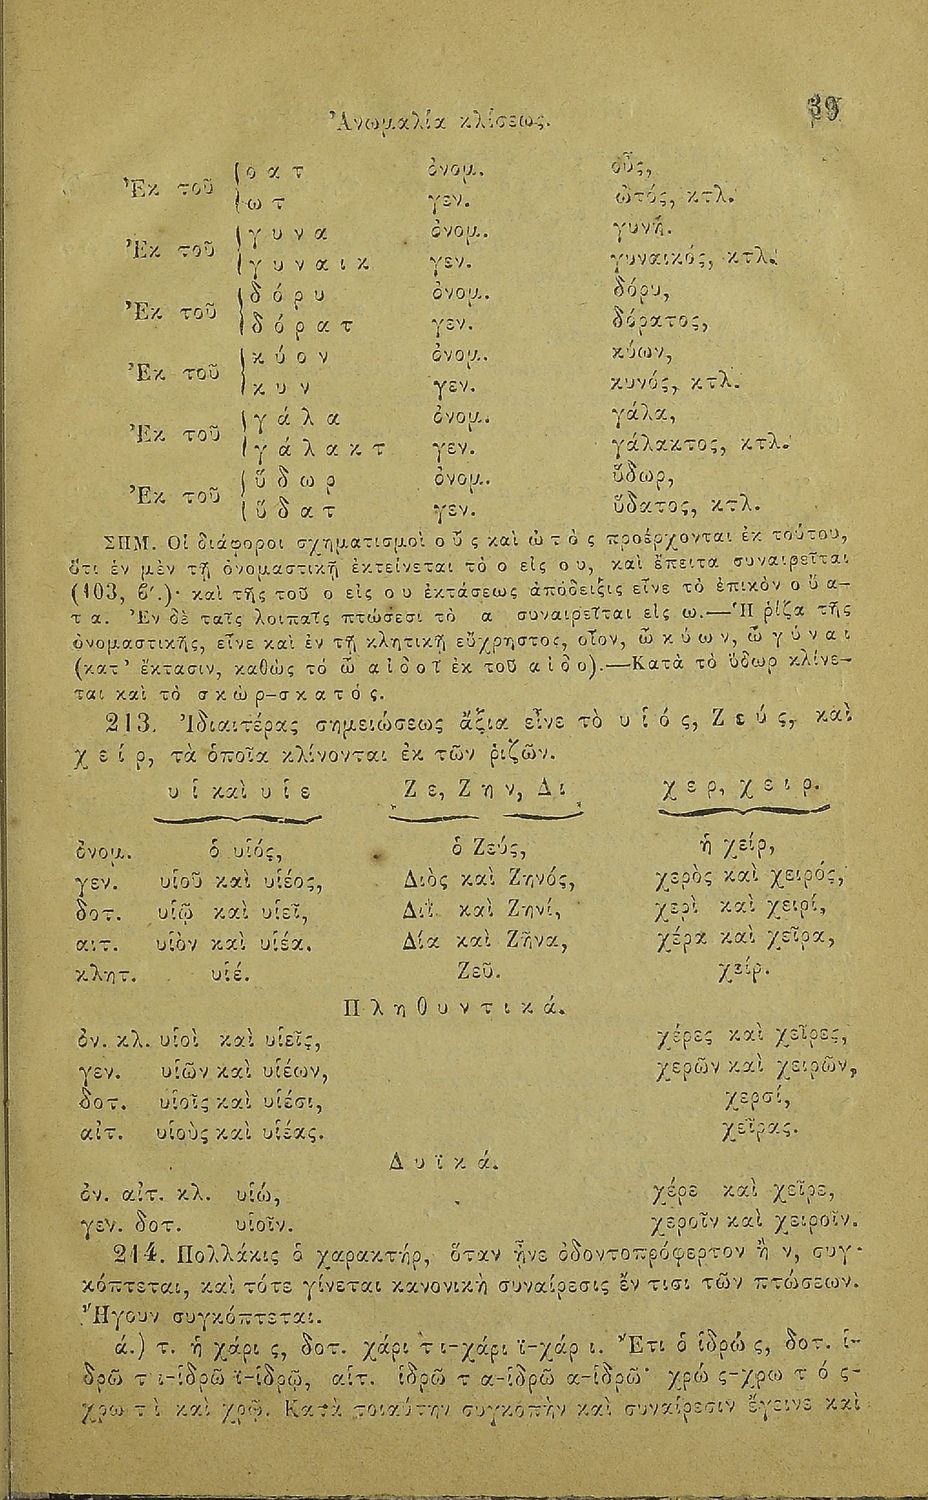 Ἀνωμαλία κλίσεως. 39
Ἐκ τοῦ { ο α τ ὀνομ. οὖς,
ω τ γεν. ὠτός, κτλ.
Ἐκ τοῦ { γ υ ν α ὀνομ. γυνή.
γ υ ν α ι κ γεν. γυναικός, κτλ.
Ἐκ τοῦ { δ ό ρ υ ὀνομ. δόρυ,
δ ό ρ α τ γεν. δόρατος,
Ἐκ τοῦ { κ ύ ο ν ὀνομ. κύων,
κ υ ν γεν. κυνός, κτλ.
Ἐκ τοῦ { γ ά λ α ὀνομ. γάλα,
γ ά λ α κ τ γεν. γάλακτος, κτλ.
Ἐκ τοῦ { ὕ δ ω ρ ὀνομ. ὕδωρ,
ὕ δ α τ γεν. ὕδατος, κτλ.
ΣΗΜ. Οἱ διάφοροι σχηματισμοὶ ο ὖ ς καὶ ὠ τ ὸ ς προέρχονται ἐκ τούτου,
ὅτι ἐν μὲν τῇ ὀνομαστικῇ ἐκτείνεται τὸ ο εἰς ο υ, καὶ ἔπειτα συναιρεῖται
(103, β΄.)· καὶ τῆς τοῦ ο εἰς ο υ ἐκτάσεως ἀπόδειξις εἶνε τὸ ἐπικὸν ο ὔ α-
τ α. Ἐν δὲ ταῖς λοιπαῖς πτώσεσι τὸ α συναιρεῖται εἰς ω.—Ἡ ῥίζα τῆς
ὀνομαστικῆς, εἶνε καὶ ἐν τῇ κλητικῇ εὔχρηστος, οἷον, ὦ κ ύ ω ν, ὦ γ ύ ν α ι
(κατ' ἔκτασιν, καθὼς τό ὦ α ἰ δ ο ῖ ἐκ τοῦ α ἰ δ ο).—Κατὰ τὸ ὕδωρ κλίνε-
ται καὶ τὸ σ κ ὼ ρ-σ κ α τ ό ς.
213. Ἰδιαιτέρας σημειώσεως ἄξια εἶνε τὸ υ ἱ ό ς, Ζ ε ύ ς, καὶ
χ ε ί ρ, τὰ ὁποῖα κλίνονται ἐκ τῶν ῥιζῶν.
υ ἱ καὶ υ ἱ ε Ζ ε, Ζ η ν, Δ ι χ ε ρ, χ ε ι ρ.
ὀνομ. ὁ υἱός, ὁ Ζεύς, ἡ χείρ,
γεν. υἱοῦ καὶ υἱέος, Διὸς καὶ Ζηνός, χερὸς καὶ χειρός,
δοτ. υἱῷ καὶ υἱεῖ, Διῒ καὶ Ζηνί, χερὶ καὶ χειρί,
αιτ. υἱὸν καὶ υἱέα. Δία καὶ Ζῆνα, χέρα καὶ χεῖρα,
κλητ. υἱέ. Ζεῦ. χείρ.
Π λ η θ υ ν τ ι κ ά.
ὀν. κλ. υἱοὶ καὶ υἱεῖς, χέρες καὶ χεῖρες,
γεν. υἱῶν καὶ υἱέων, χερῶν καὶ χειρῶν,
δοτ. υἱοῖς καὶ υἱέσι, χερσί,
αἰτ. υἱοὺς καὶ υἱέας. χεῖρας.
Δ υ ϊ κ ά.
ὀν. αἰτ. κλ. υἱώ, χέρε καὶ χεῖρε,
γεν. δοτ. υἱοῖν. χεροῖν καὶ χειροῖν.
214. Πολλάκις ὁ χαρακτήρ, ὅταν ᾖνε ὀδοντοπρόφερτον ἢ ν, συγ-
κόπτεται, καὶ τότε γίνεται κανονικὴ συναίρεσις ἔν τισι τῶν πτώσεων.
Ἤγουν συγκόπτεται.
ά.) τ. ἡ χάρι ς, δοτ. χάρι τ ι-χάρι ϊ-χάρ ι. Ἔτι ὁ ἱδρώ ς, δοτ. ἱ-
δρῶ τ ι-ἱδρῶ ϊ-ἱδρῷ, αἰτ. ἱδρῶ τ α-ἱδρῶ α-ἱδρῶ· χρώ ς-χρω τ ό ς-
χρω τ ὶ καὶ χρῷ. Κατὰ τοιαύτην συγκόπὴν καὶ συναίρεσιν ἔγεινε καὶ